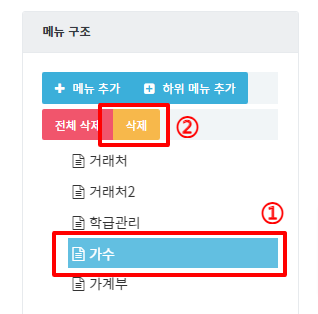 메뉴 구조
메뉴 추가 하위 메뉴 추가
전체 삭제 삭제 ②
거래처
거래처2
학급관리 ①
가수
가계부